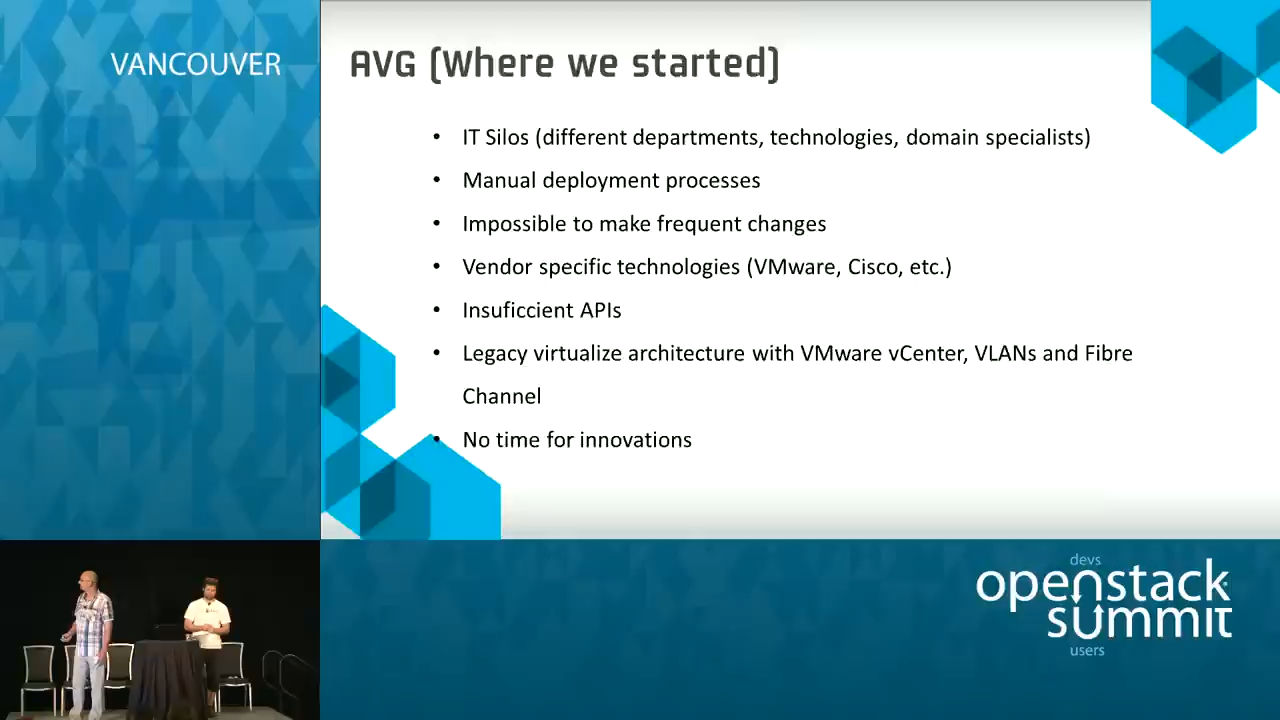 VANCOUVER
AVG (Where we started)
• IT Silos (different departments, technologies, domain specialists)
• Manual deployment processes
• Impossible to make frequent changes
• Vendor specific technologies (VMware, Cisco, etc.)
• Insuficcient APIs
• Legacy virtualize architecture with VMware vCenter, VLANs and Fibre
Channel
• No time for innovations
devs
openstack
summit
users